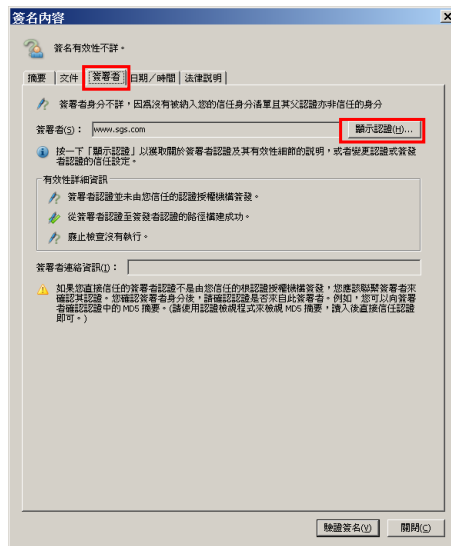 簽名內容
簽名有效性不詳。
摘要 文件 簽署者 日期／時間 法律說明
簽署者身分不詳，因為沒有被納入您的信任身分清單且其父認證亦非信任的身分
簽署者(S)： www.sgs.com 顯示認證(H)...
按一下「顯示認證」以獲取關於簽署者認證及其有效性細節的說明，或者變更認證或簽發
者認證的信任設定。
有效性詳細資訊
簽署者認證並未由您信任的認證授權機構簽發。
從簽署者認證至簽發者認證的路徑構建成功。
廢止檢查沒有執行。
簽署者連絡資訊(I)：
如果您直接信任的簽署者認證不是由您信任的根認證授權機構簽發，您應該聯繫簽署者來
確認其認證。您確認簽署者身分後，請確認認證是否來自此簽署者。例如，您可以向簽署
者確認認證中的 MD5 摘要。(請使用認證檢視程式來檢視 MD5 摘要，讀入後直接信任認證
即可。)
驗證簽名(V) 關閉(C)